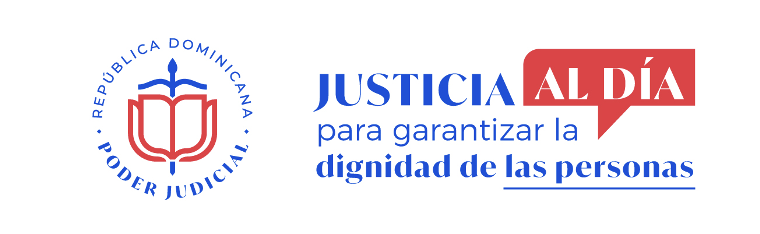 REPÚBLICA DOMINICANA
PODER JUDICIAL
JUSTICIA AL DÍA
para garantizar la
dignidad de las personas